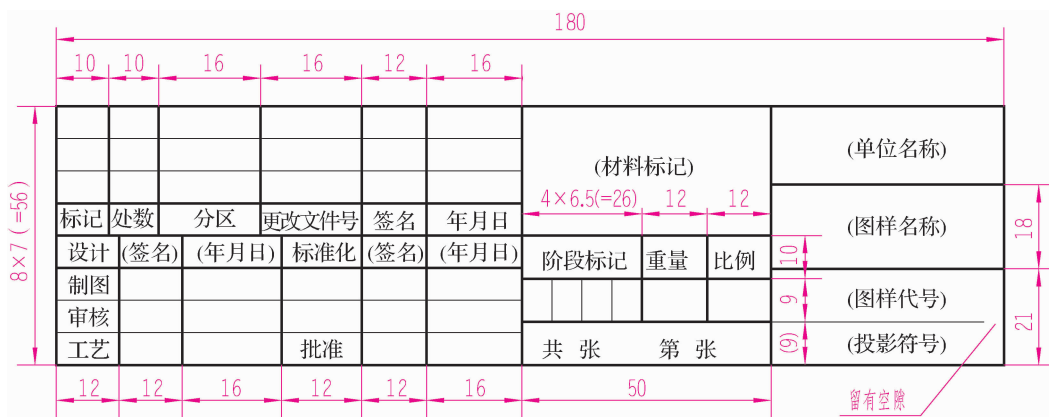 180
10 10 16 16 12 16
(单位名称)
(材料标记)
4×6.5(=26) 12 12
标记 处数 分区 更改文件号 签名 年月日
(图样名称)
18
8×7(=56)
设计 (签名) (年月日) 标准化 (签名) (年月日)
阶段标记 重量 比例
10
制图
9
(图样代号)
审核
21
工艺 批准
共 张 第 张
(9)
(投影符号)
12 12 16 12 12 16 50
留有空隙